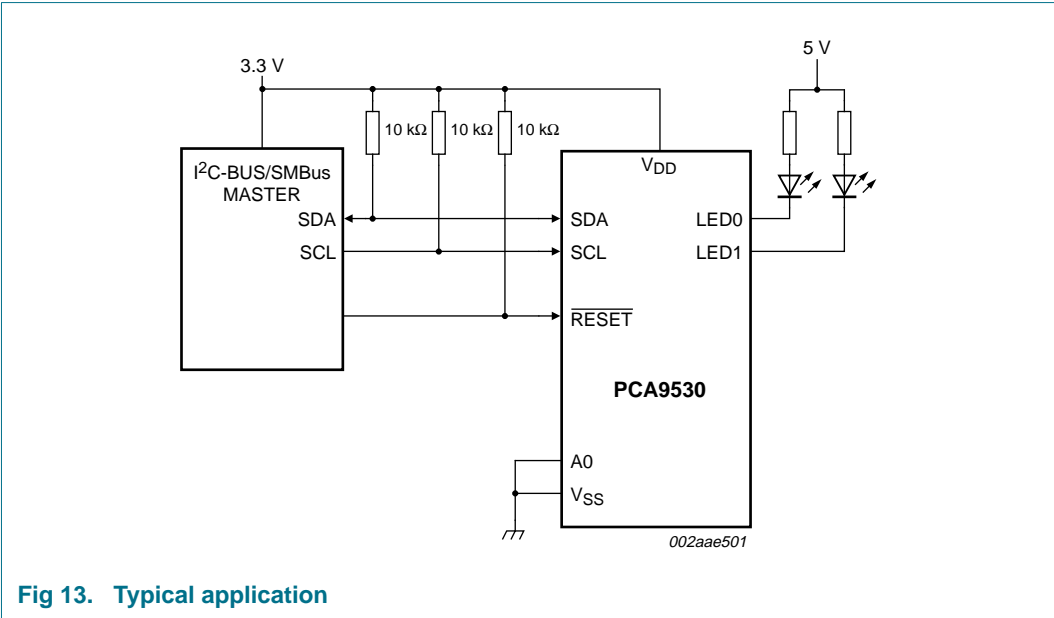 5 V
3.3 V
10 kΩ 10 kΩ 10 kΩ
I2C-BUS/SMBus
MASTER
VDD
SDA
SDA
LED0
SCL
SCL
LED1
RESET
PCA9530
A0
VSS
002aae501
Fig 13. Typical application